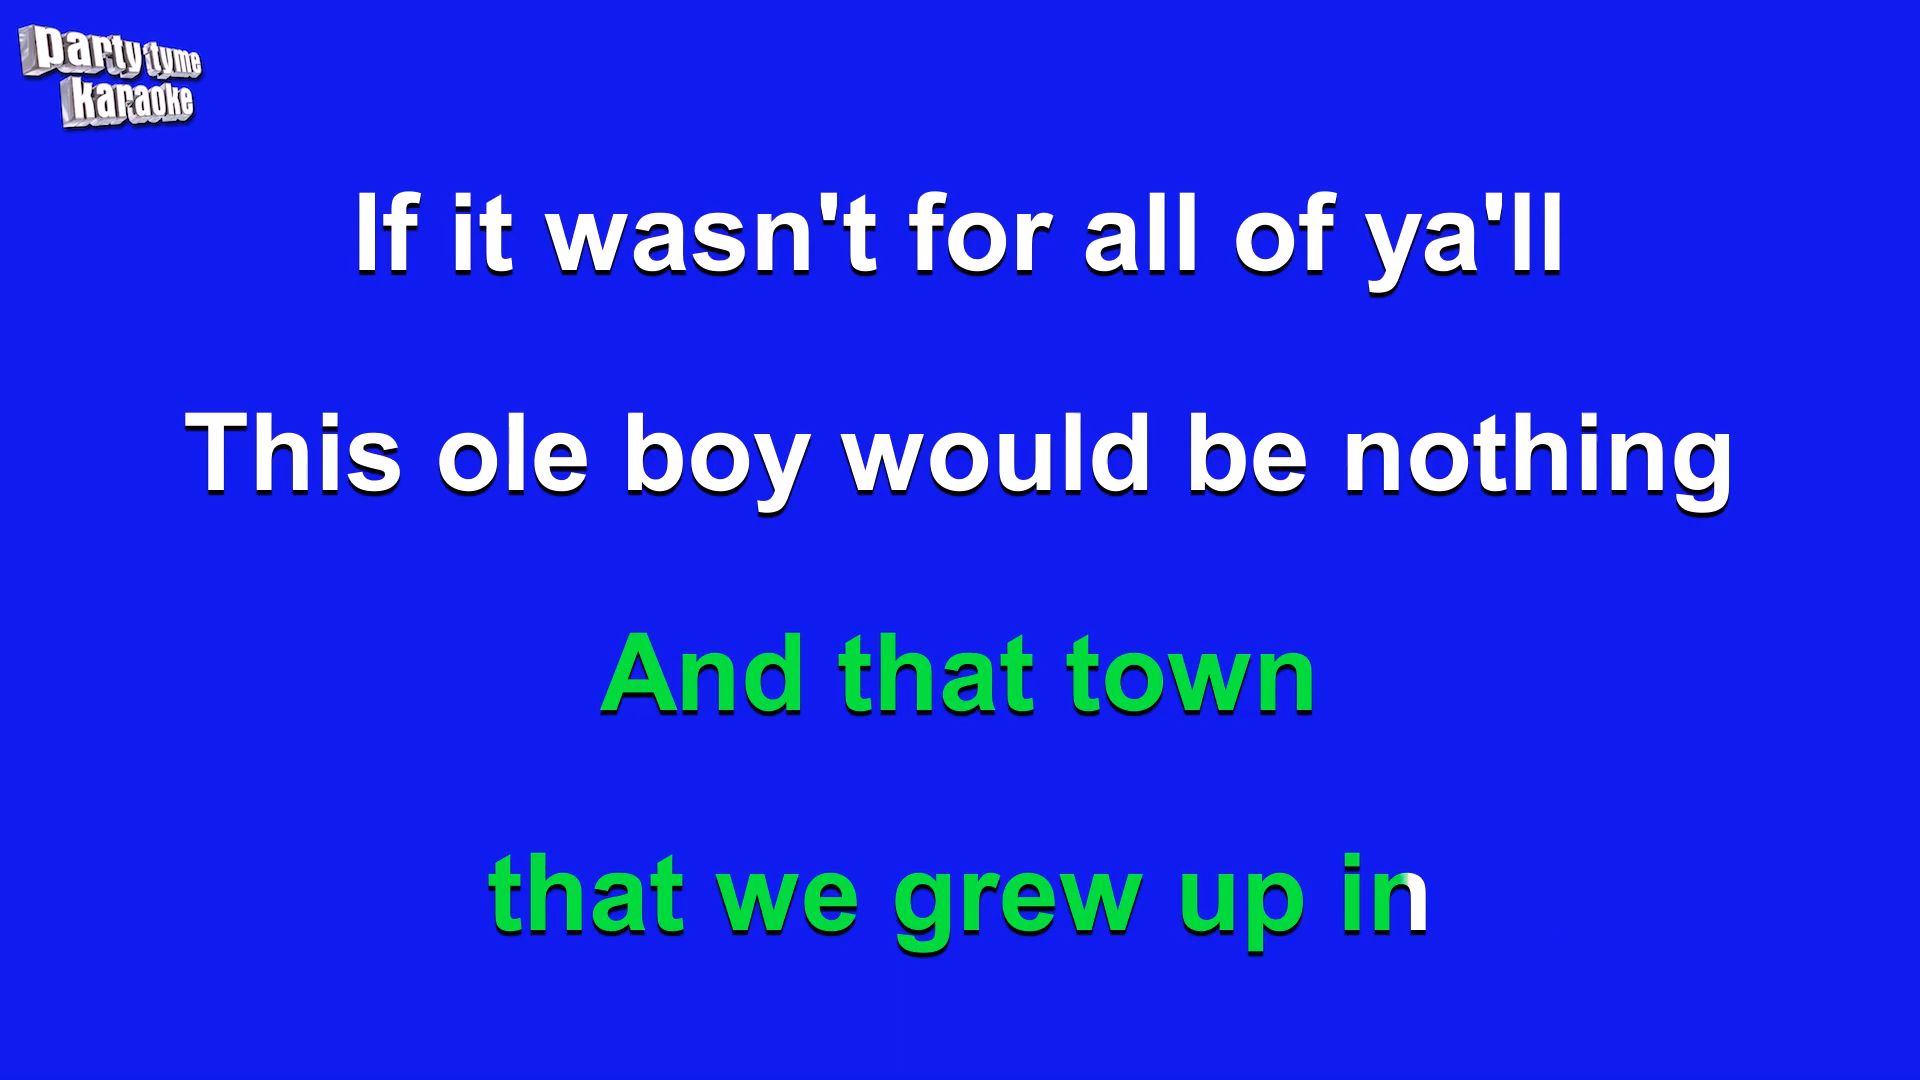 party tyme
karaoke
If it wasn't for all of ya'll
This ole boy would be nothing
And that town
that we grew up in